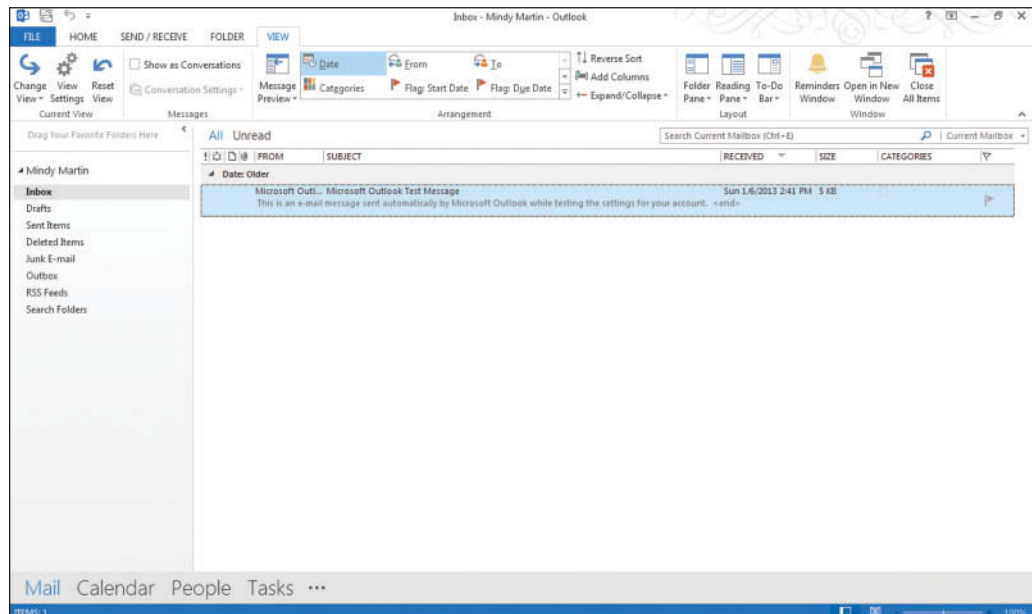 Inbox - Mindy Martin - Outlook
FILE HOME SEND / RECEIVE FOLDER VIEW
Change View View Settings Reset View
Show as Conversations
Conversation Settings
Message Preview
Date From To
Categories Flag: Start Date Flag: Due Date
Reverse Sort
Add Columns
Expand/Collapse
Folder Pane Reading Pane To-Do Bar
Reminders Window Open in New Window Close All Items
Current View Messages Arrangement Layout Window
Drag Your Favorite Folders Here
All Unread
Search Current Mailbox (Ctrl+E) Current Mailbox
! FROM SUBJECT RECEIVED SIZE CATEGORIES
Date: Older
Microsoft Outl... Microsoft Outlook Test Message Sun 1/6/2013 2:41 PM 5 KB
This is an e-mail message sent automatically by Microsoft Outlook while testing the settings for your account. <end>
Mindy Martin
Inbox
Drafts
Sent Items
Deleted Items
Junk E-mail
Outbox
RSS Feeds
Search Folders
Mail Calendar People Tasks ···
ITEMS: 1 100%